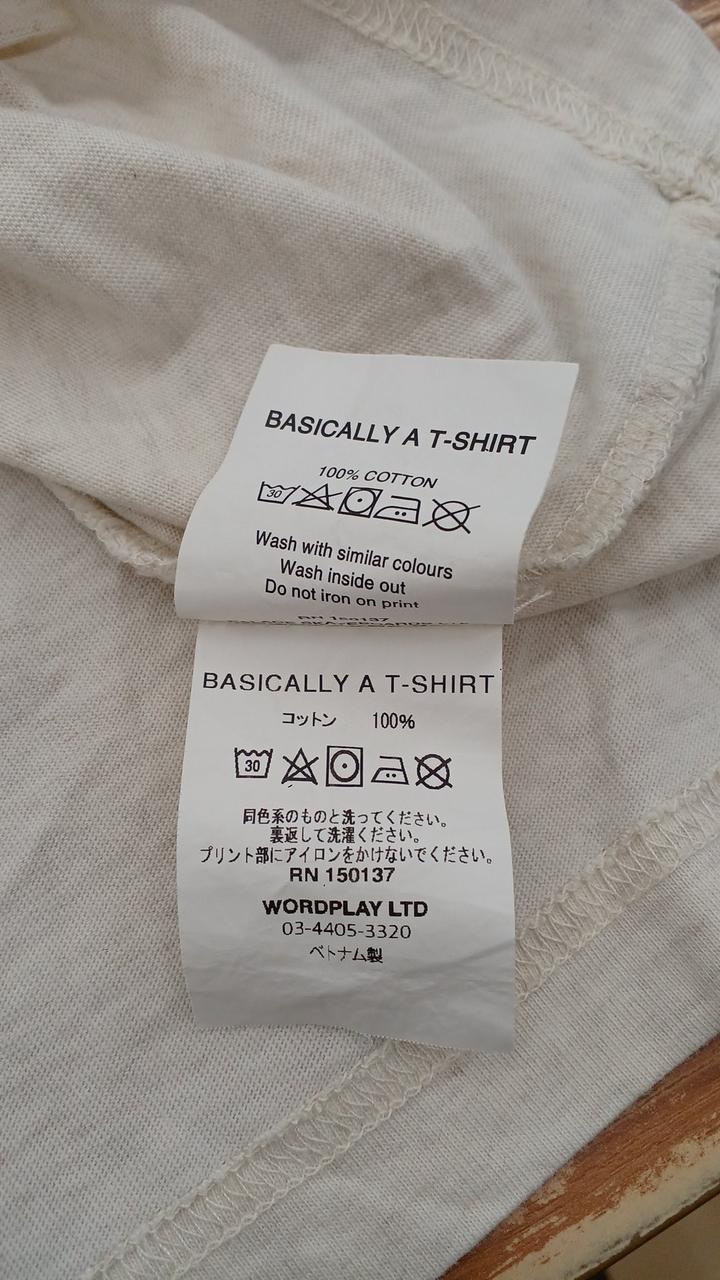 BASICALLY A T-SHIRT
100% COTTON
30
Wash with similar colours
Wash inside out
Do not iron on print
RN 150137
BASICALLY A T-SHIRT
コットン 100%
30
同色系のものと洗ってください。
裏返して洗濯ください。
プリント部にアイロンをかけないでください。
RN 150137
WORDPLAY LTD
03-4405-3320
ベトナム製